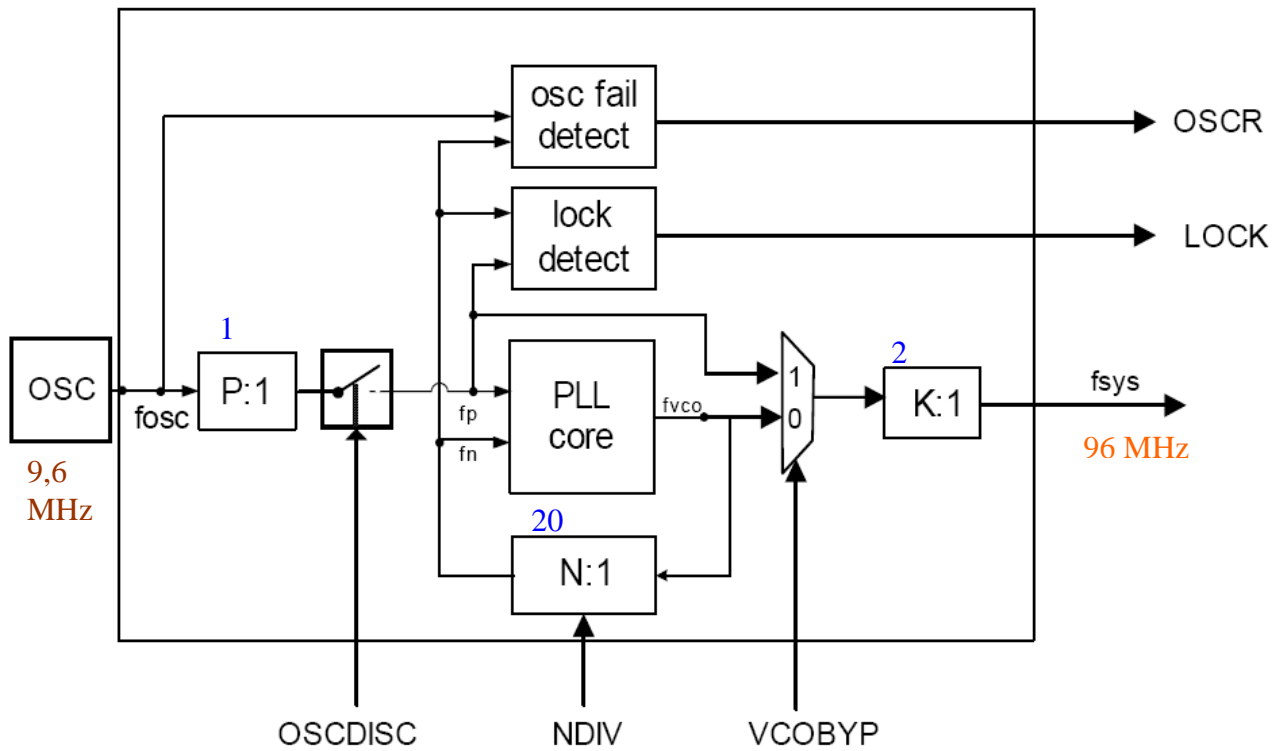 osc fail
detect
OSCR
lock
detect
LOCK
1
OSC
fosc
P:1
fp
fn
PLL
core
fvco
1
0
2
K:1
fsys
9,6
MHz
96 MHz
20
N:1
OSCDISC
NDIV
VCOBYP